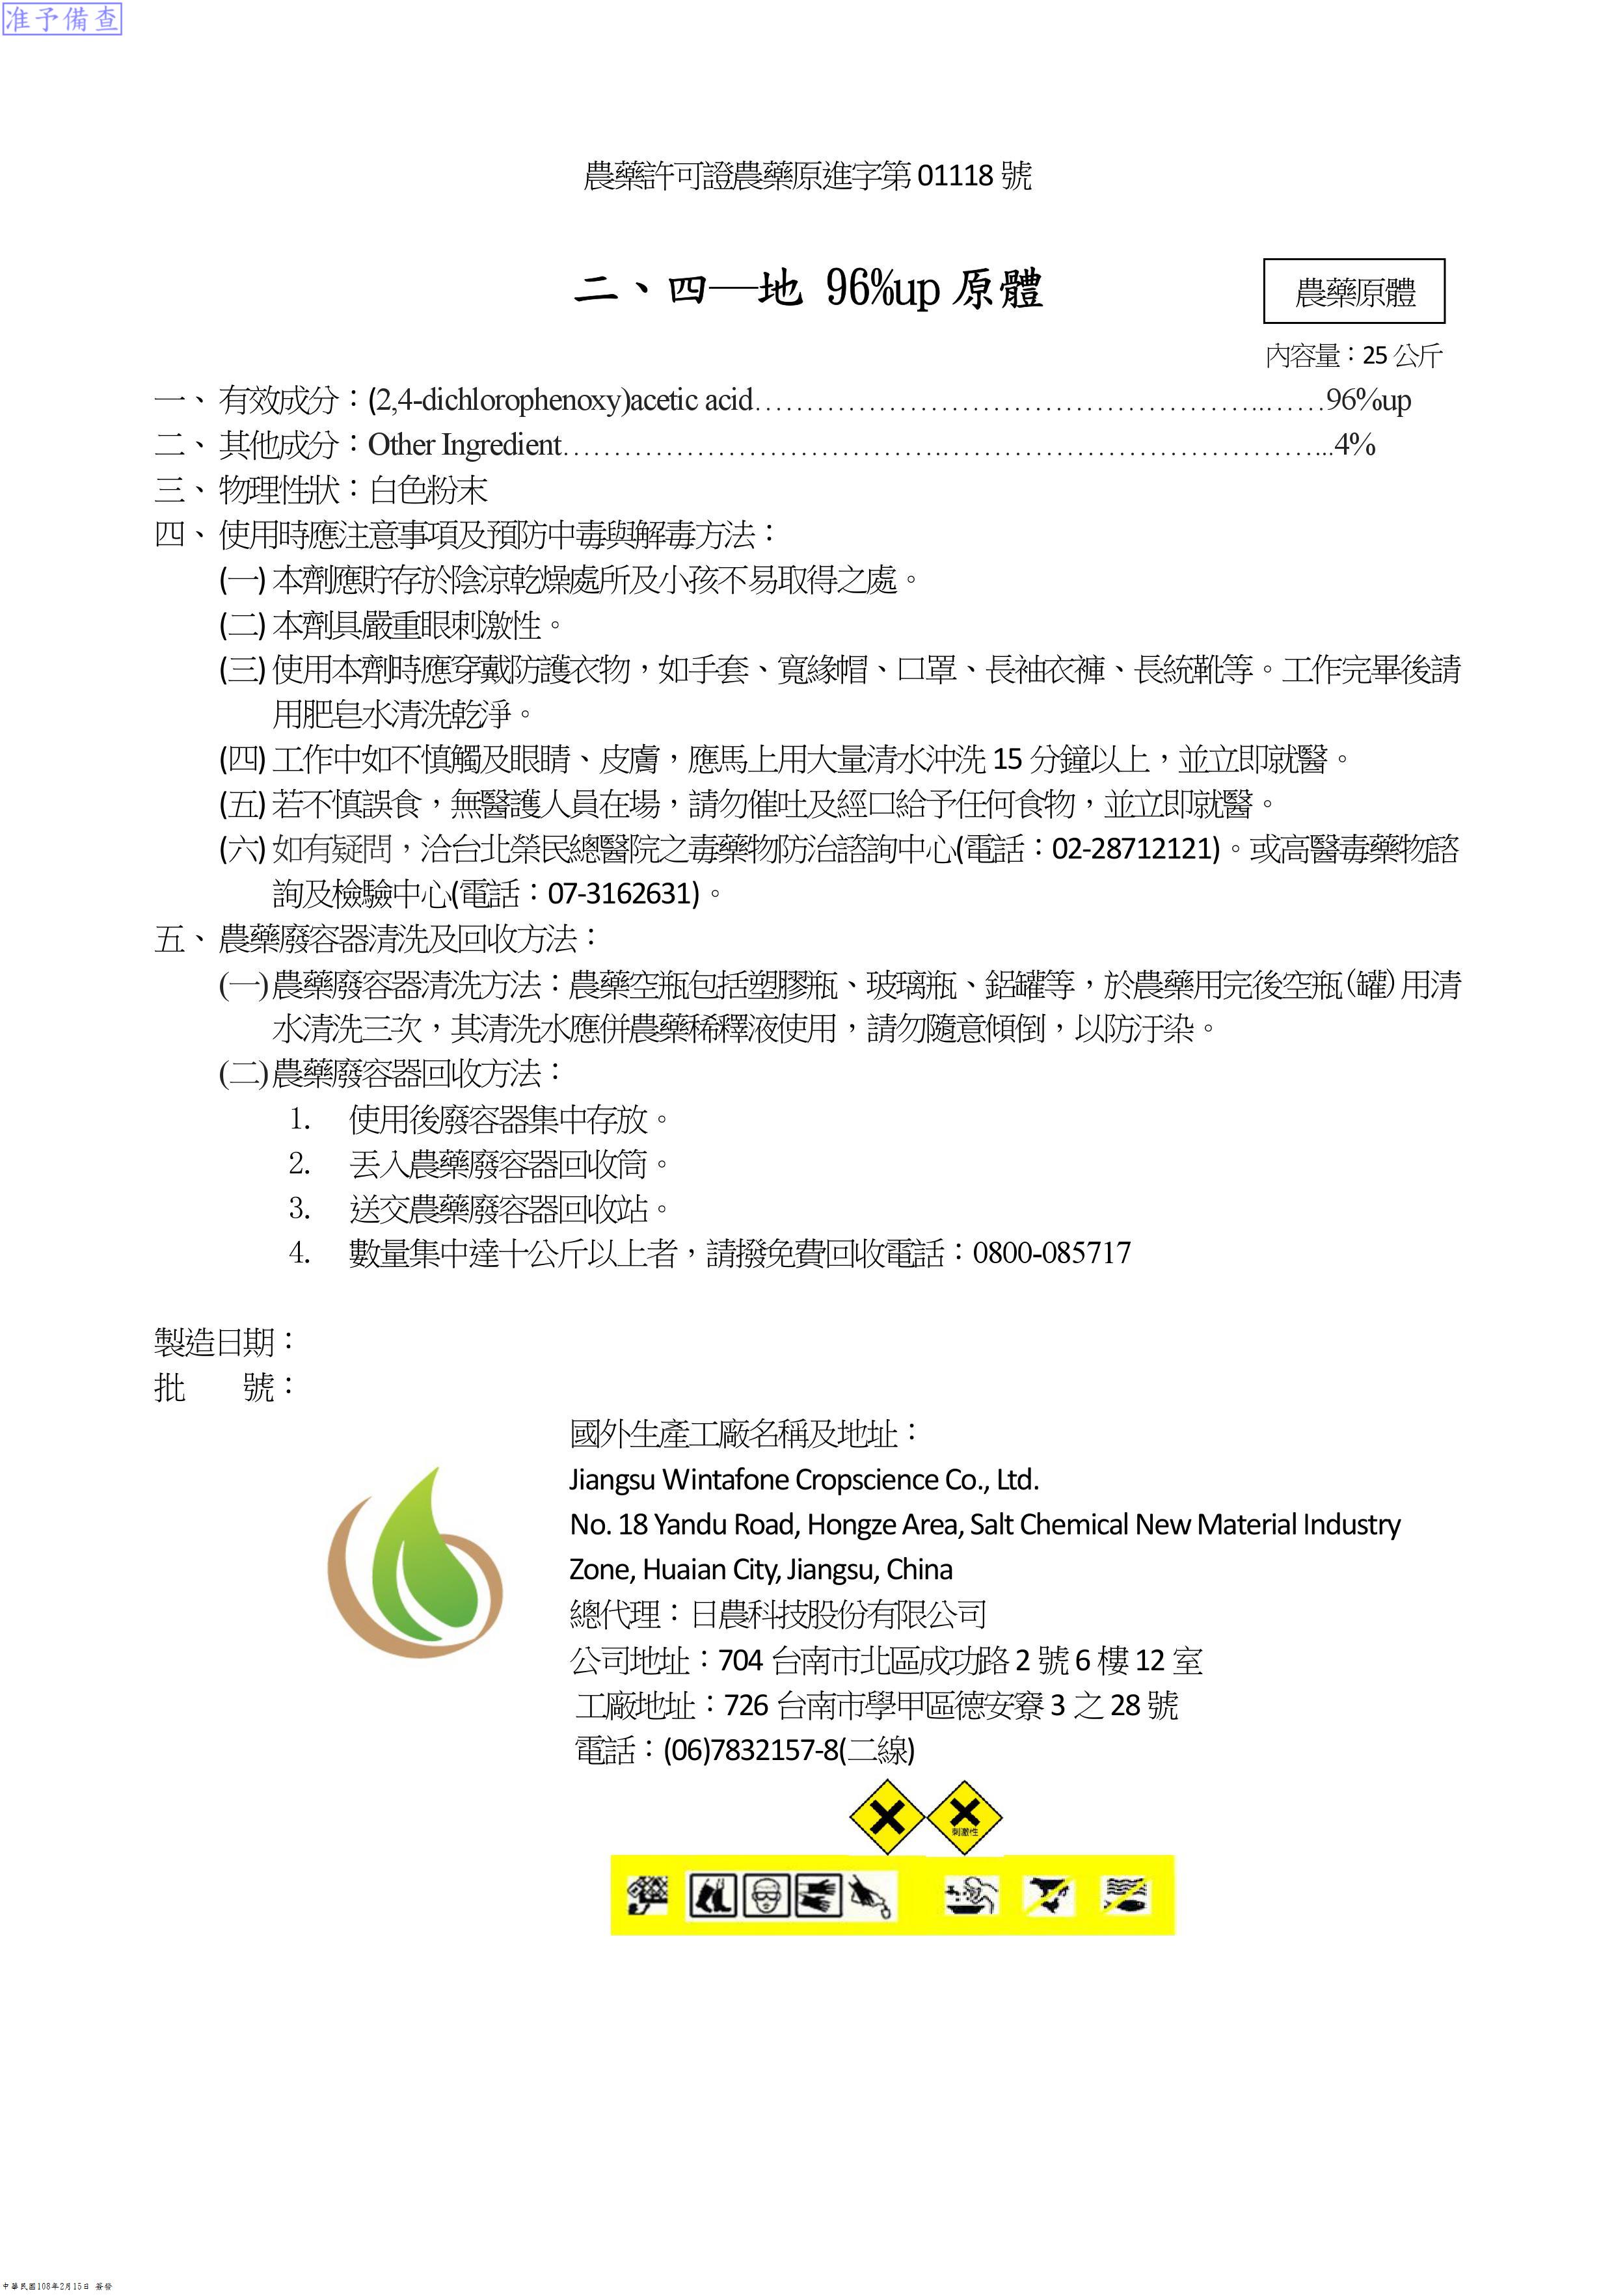 准予備查
農藥許可證農藥原進字第 01118 號
二、四—地 96%up 原體
農藥原體
內容量：25 公斤
一、 有效成分：(2,4-dichlorophenoxy)acetic acid……………………………………………..……96%up
二、 其他成分：Other Ingredient……………………………….………………………………...4%
三、 物理性狀：白色粉末
四、 使用時應注意事項及預防中毒與解毒方法：
(一) 本劑應貯存於陰涼乾燥處所及小孩不易取得之處。
(二) 本劑具嚴重眼刺激性。
(三) 使用本劑時應穿戴防護衣物，如手套、寬緣帽、口罩、長袖衣褲、長統靴等。工作完畢後請
用肥皂水清洗乾淨。
(四) 工作中如不慎觸及眼睛、皮膚，應馬上用大量清水沖洗 15 分鐘以上，並立即就醫。
(五) 若不慎誤食，無醫護人員在場，請勿催吐及經口給予任何食物，並立即就醫。
(六) 如有疑問，洽台北榮民總醫院之毒藥物防治諮詢中心(電話：02-28712121)。或高醫毒藥物諮
詢及檢驗中心(電話：07-3162631)。
五、 農藥廢容器清洗及回收方法：
(一) 農藥廢容器清洗方法：農藥空瓶包括塑膠瓶、玻璃瓶、鋁罐等，於農藥用完後空瓶(罐)用清
水清洗三次，其清洗水應併農藥稀釋液使用，請勿隨意傾倒，以防汙染。
(二) 農藥廢容器回收方法：
1. 使用後廢容器集中存放。
2. 丟入農藥廢容器回收筒。
3. 送交農藥廢容器回收站。
4. 數量集中達十公斤以上者，請撥免費回收電話：0800-085717
製造日期：
批　　號：
國外生產工廠名稱及地址：
Jiangsu Wintafone Cropscience Co., Ltd.
No. 18 Yandu Road, Hongze Area, Salt Chemical New Material Industry
Zone, Huaian City, Jiangsu, China
總代理：日農科技股份有限公司
公司地址：704 台南市北區成功路 2 號 6 樓 12 室
工廠地址：726 台南市學甲區德安寮 3 之 28 號
電話：(06)7832157-8(二線)
刺激性
中華民國108年2月15日 簽發